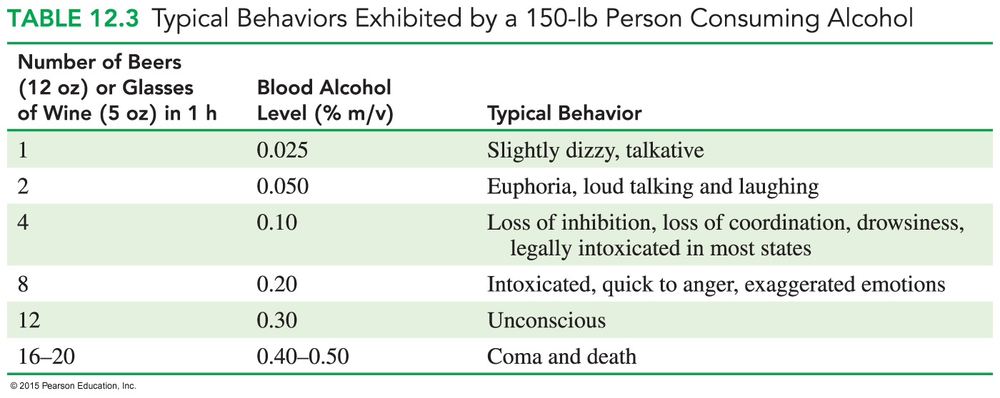 TABLE 12.3 Typical Behaviors Exhibited by a 150-lb Person Consuming Alcohol
Number of Beers
(12 oz) or Glasses Blood Alcohol
of Wine (5 oz) in 1 h Level (% m/v) Typical Behavior
1 0.025 Slightly dizzy, talkative
2 0.050 Euphoria, loud talking and laughing
4 0.10 Loss of inhibition, loss of coordination, drowsiness,
legally intoxicated in most states
8 0.20 Intoxicated, quick to anger, exaggerated emotions
12 0.30 Unconscious
16–20 0.40–0.50 Coma and death
© 2015 Pearson Education, Inc.